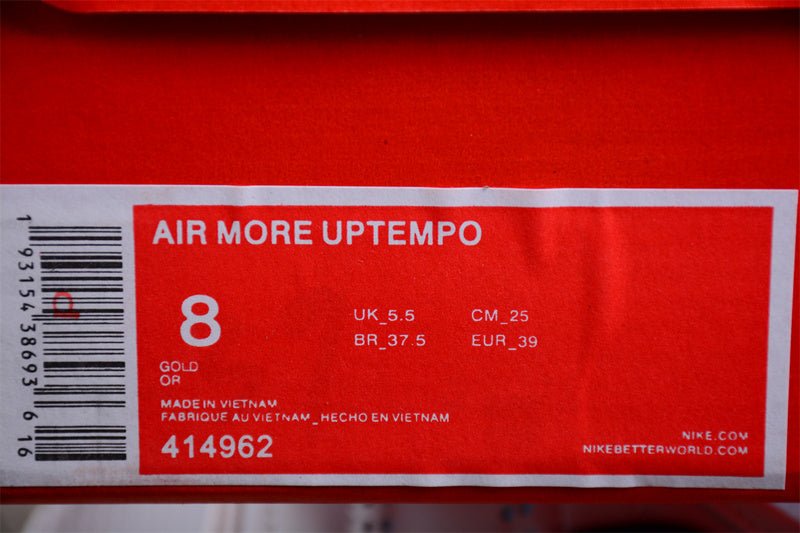 AIR MORE UPTEMPO
8
UK_5.5 CM_25
BR_37.5 EUR_39
GOLD
OR
MADE IN VIETNAM
FABRIQUE AU VIETNAM_HECHO EN VIETNAM
414962
NIKE.COM
NIKEBETTERWORLD.COM
1 93154 38693 6 16
d